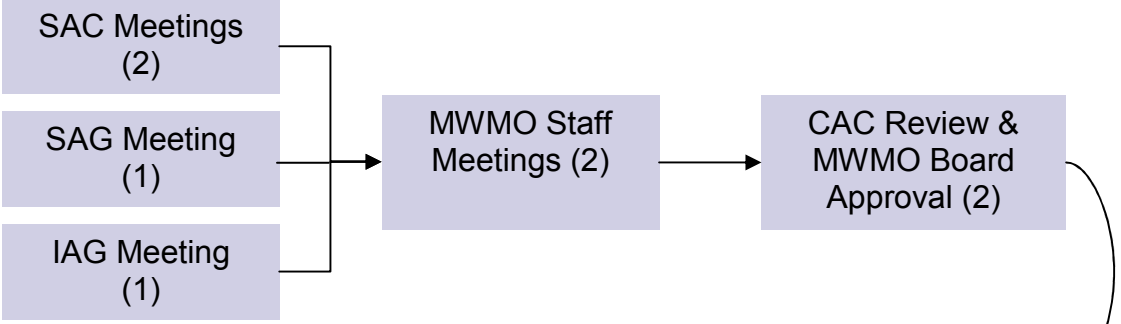 SAC Meetings
(2)
SAG Meeting
(1)
IAG Meeting
(1)
MWMO Staff
Meetings (2)
CAC Review &
MWMO Board
Approval (2)